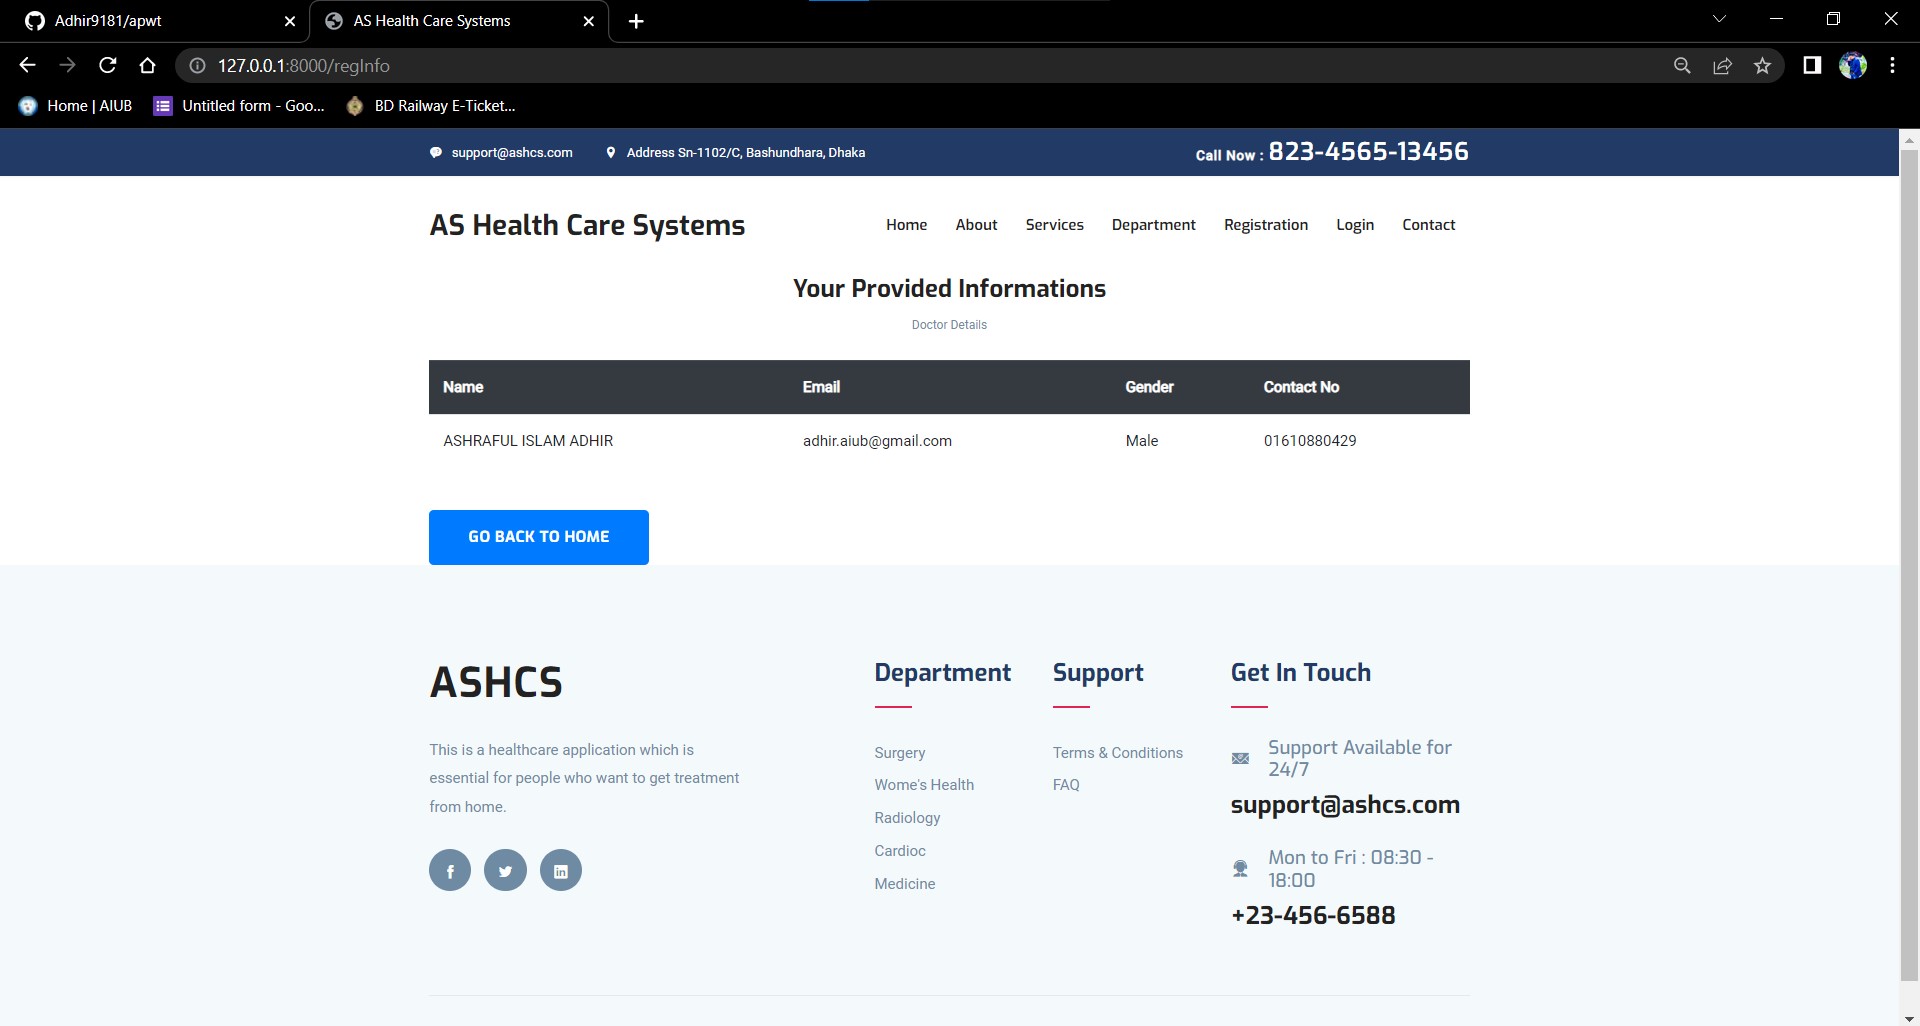 Adhir9181/apwt
AS Health Care Systems
127.0.0.1:8000/regInfo
Home | AIUB
Untitled form - Goo...
BD Railway E-Ticket...
support@ashcs.com
Address Sn-1102/C, Bashundhara, Dhaka
Call Now : 823-4565-13456
AS Health Care Systems
Home About Services Department Registration Login Contact
Your Provided Informations
Doctor Details
Name Email Gender Contact No
ASHRAFUL ISLAM ADHIR adhir.aiub@gmail.com Male 01610880429
GO BACK TO HOME
ASHCS
This is a healthcare application which is
essential for people who want to get treatment
from home.
Department
Surgery
Wome's Health
Radiology
Cardioc
Medicine
Support
Terms & Conditions
FAQ
Get In Touch
Support Available for
24/7
support@ashcs.com
Mon to Fri : 08:30 -
18:00
+23-456-6588